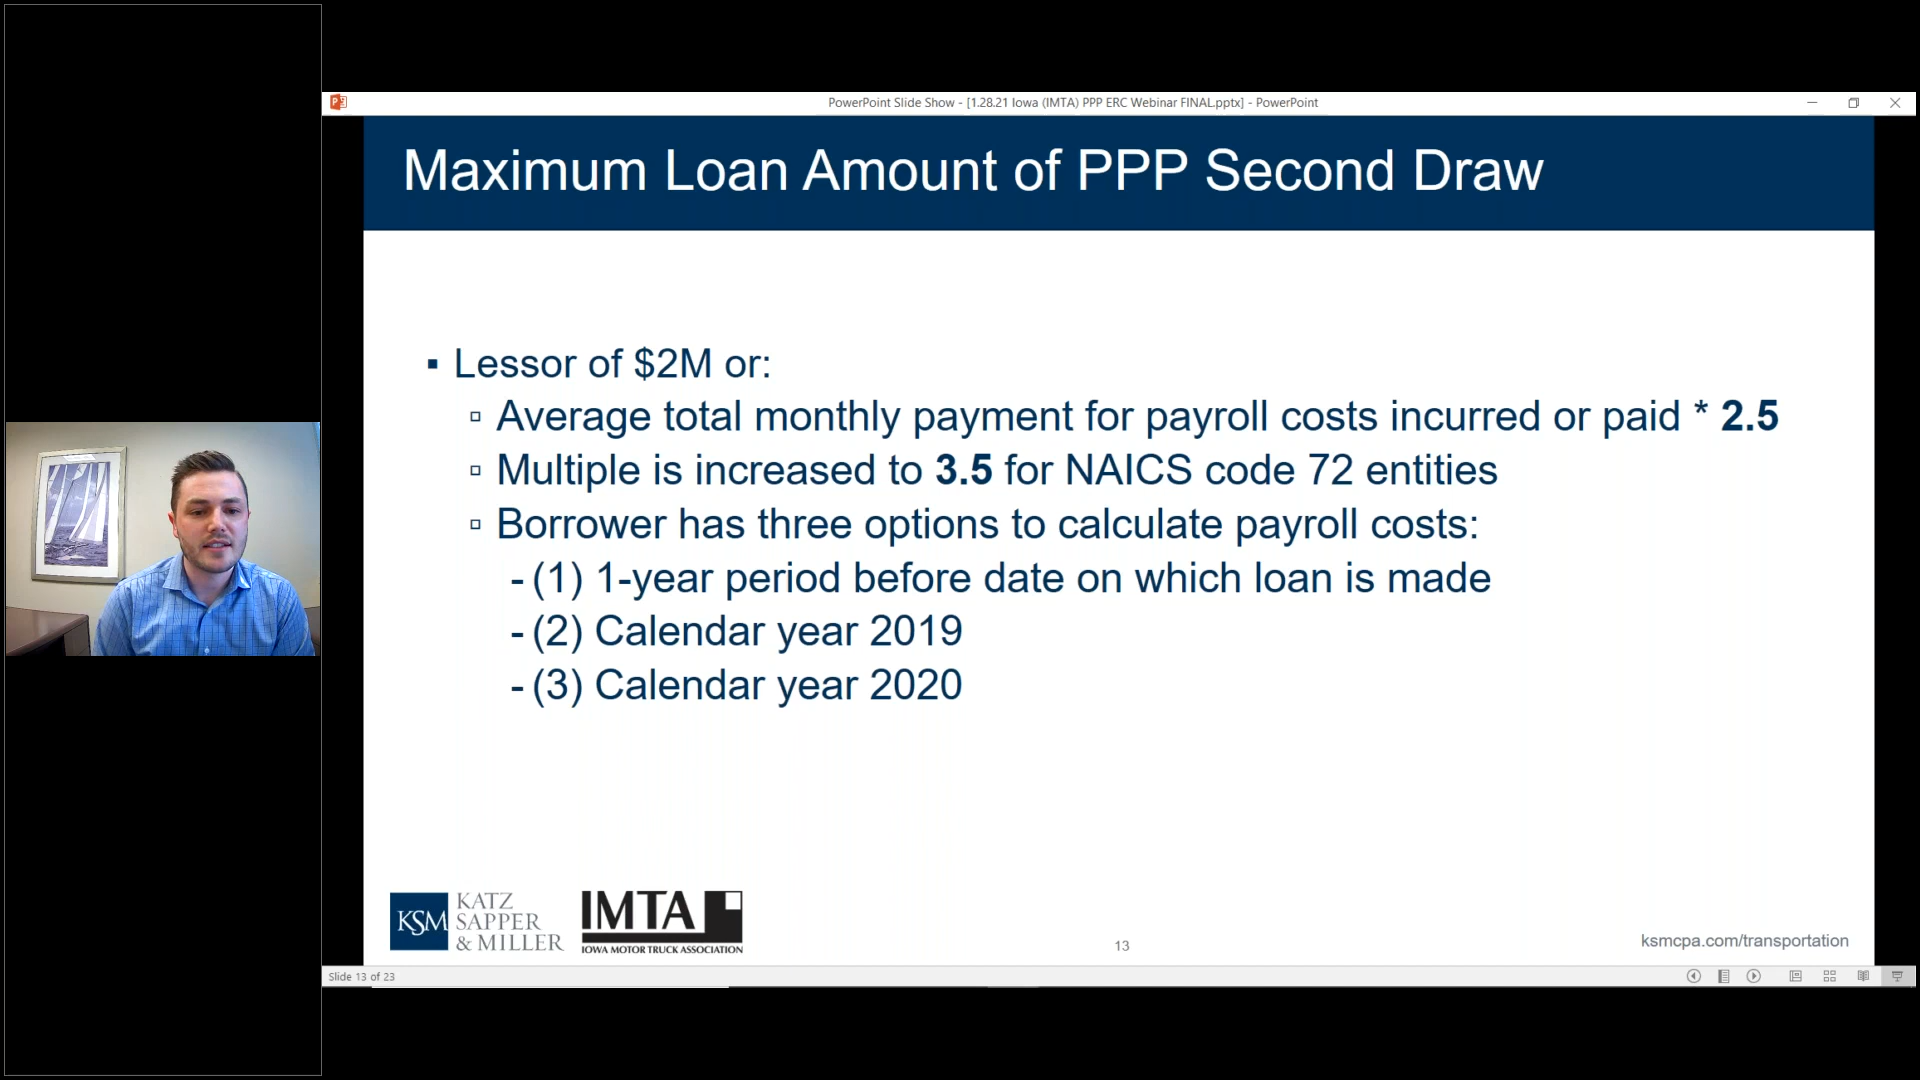 PowerPoint Slide Show - [1.28.21 Iowa (IMTA) PPP ERC Webinar FINAL.pptx] - PowerPoint
Maximum Loan Amount of PPP Second Draw
▪ Lessor of $2M or:
▫ Average total monthly payment for payroll costs incurred or paid * 2.5
▫ Multiple is increased to 3.5 for NAICS code 72 entities
▫ Borrower has three options to calculate payroll costs:
- (1) 1-year period before date on which loan is made
- (2) Calendar year 2019
- (3) Calendar year 2020
KSM
KATZ
SAPPER
& MILLER
IMTA
IOWA MOTOR TRUCK ASSOCIATION
13
ksmcpa.com/transportation
Slide 13 of 23